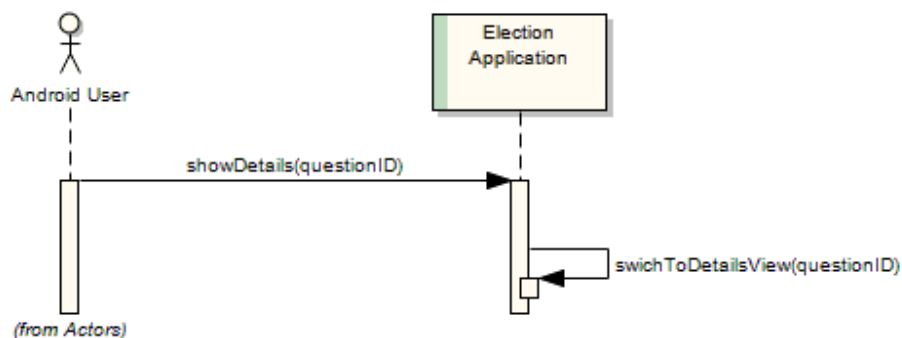 Election
Application
Android User
showDetails(questionID)
swichToDetailsView(questionID)
(from Actors)